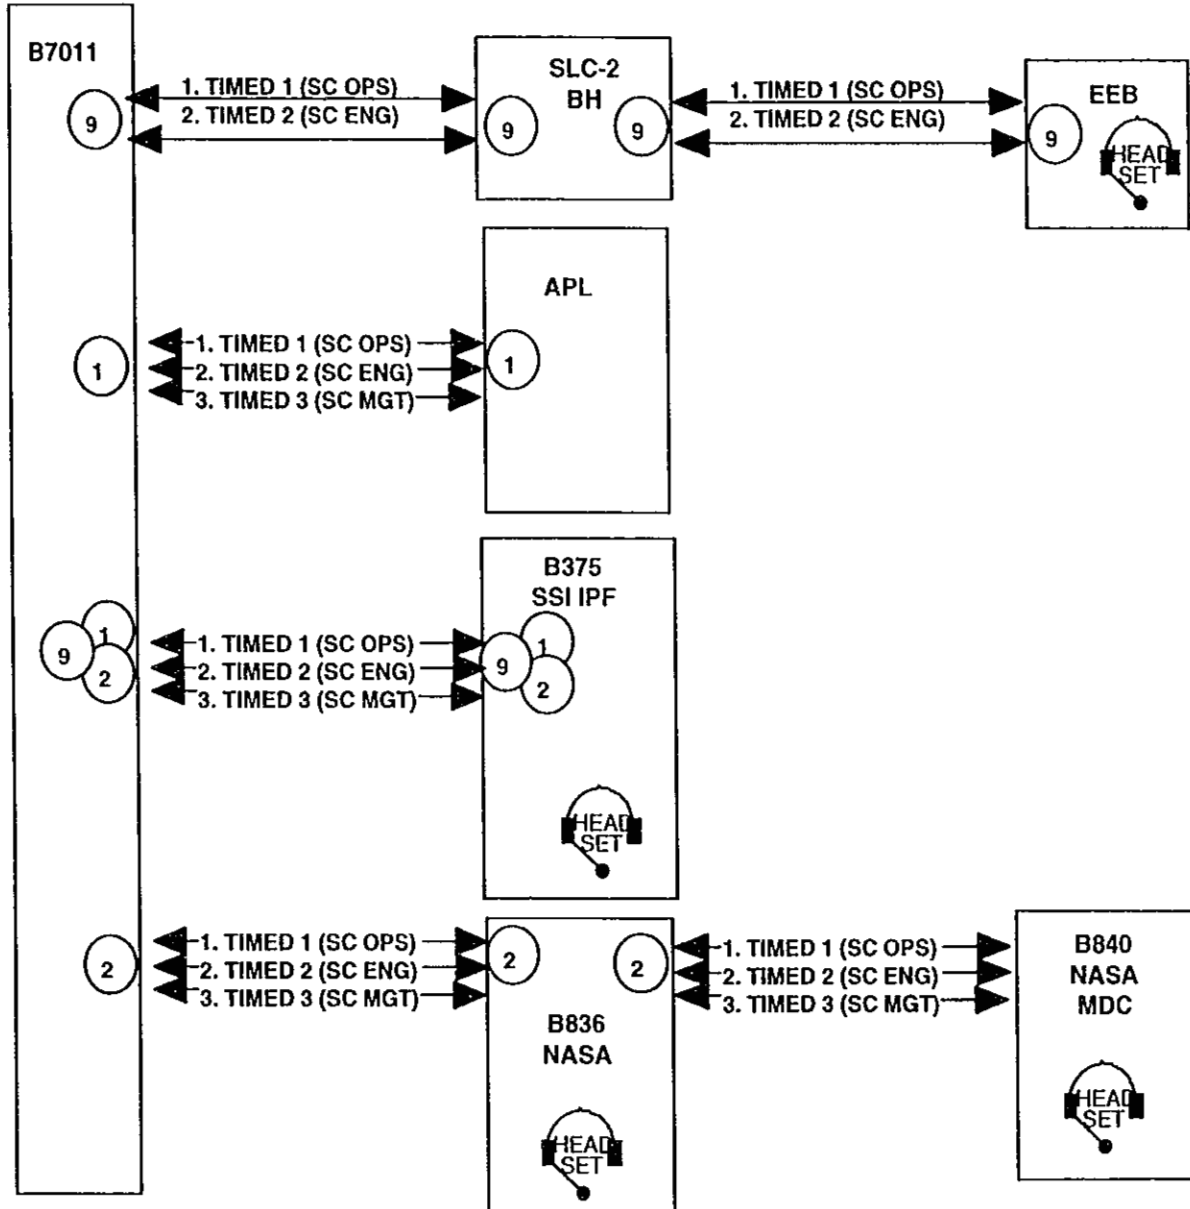 B7011
9
1. TIMED 1 (SC OPS)
2. TIMED 2 (SC ENG)
SLC-2
BH
9
9
1. TIMED 1 (SC OPS)
2. TIMED 2 (SC ENG)
EEB
9
HEAD
SET
1
1. TIMED 1 (SC OPS)
2. TIMED 2 (SC ENG)
3. TIMED 3 (SC MGT)
APL
1
1
9
2
1. TIMED 1 (SC OPS)
2. TIMED 2 (SC ENG)
3. TIMED 3 (SC MGT)
B375
SSI IPF
1
9
2
HEAD
SET
2
1. TIMED 1 (SC OPS)
2. TIMED 2 (SC ENG)
3. TIMED 3 (SC MGT)
2
2
B836
NASA
HEAD
SET
1. TIMED 1 (SC OPS)
2. TIMED 2 (SC ENG)
3. TIMED 3 (SC MGT)
B840
NASA
MDC
HEAD
SET